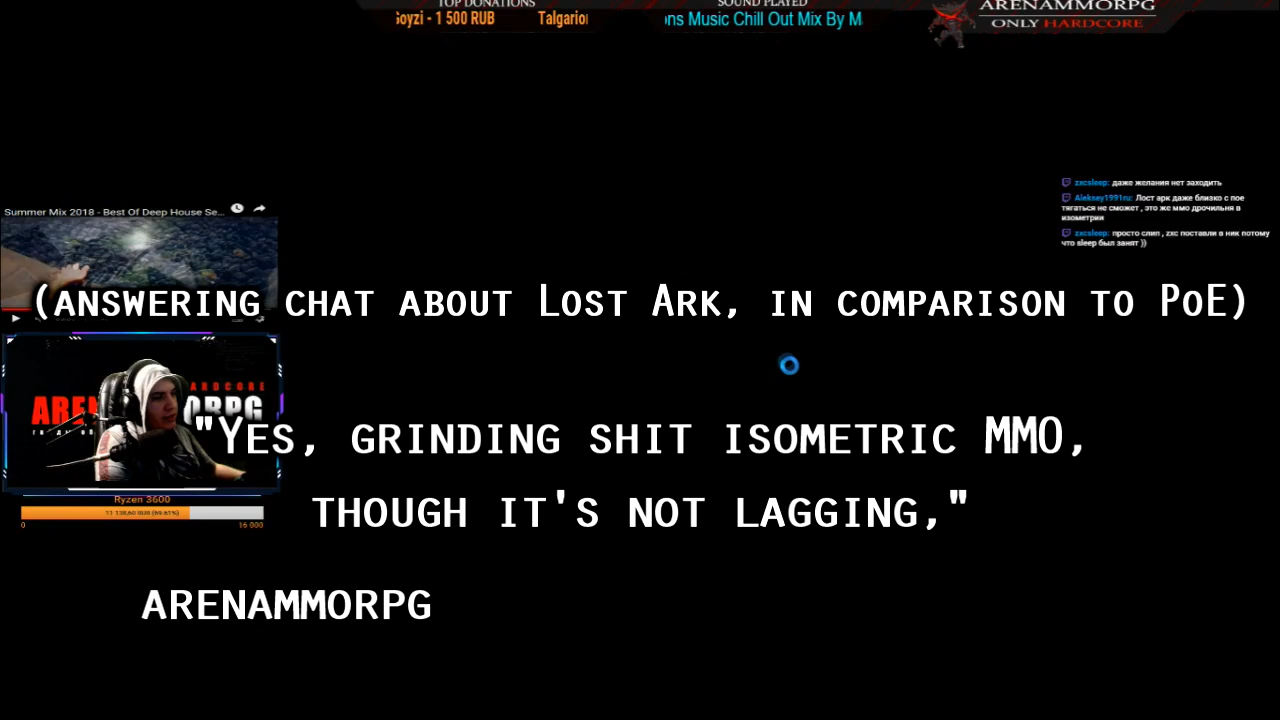 TOP DONATIONS
SOUND PLAYED
ARENAMMORPG
Goyzi - 1 500 RUB
Talgarion
ons Music Chill Out Mix By M
ONLY HARDCORE
zxcsleep: даже желания нет заходить
Aleksey1991ru: Лост арк даже близко с пое
тягаться не сможет , это же ммо дрочильня в
изометрии
zxcsleep: просто слип , zxc поставли в ник потому
что sleep был занят ))
Summer Mix 2018 - Best Of Deep House Se...
(answering chat about Lost Ark, in comparison to PoE)
"Yes, grinding shit isometric MMO,
though it's not lagging,"
Ryzen 3600
0
16 000
ARENAMMORPG